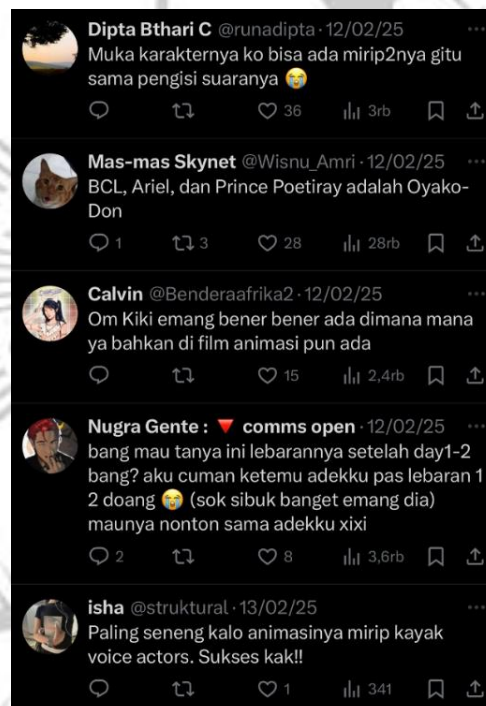 Dipta Bthari C @runadipta · 12/02/25
Muka karakternya ko bisa ada mirip2nya gitu
sama pengisi suaranya 😭
36 3rb
Mas-mas Skynet @Wisnu_Amri · 12/02/25
BCL, Ariel, dan Prince Poetiray adalah Oyako-
Don
1 3 28 28rb
Calvin @Benderaafrika2 · 12/02/25
Om Kiki emang bener bener ada dimana mana
ya bahkan di film animasi pun ada
15 2,4rb
Nugra Gente : 🔻 comms open · 12/02/25
bang mau tanya ini lebarannya setelah day1-2
bang? aku cuman ketemu adekku pas lebaran 1
2 doang 😭 (sok sibuk banget emang dia)
maunya nonton sama adekku xixi
2 8 3,6rb
isha @struktural · 13/02/25
Paling seneng kalo animasinya mirip kayak
voice actors. Sukses kak!!
1 341